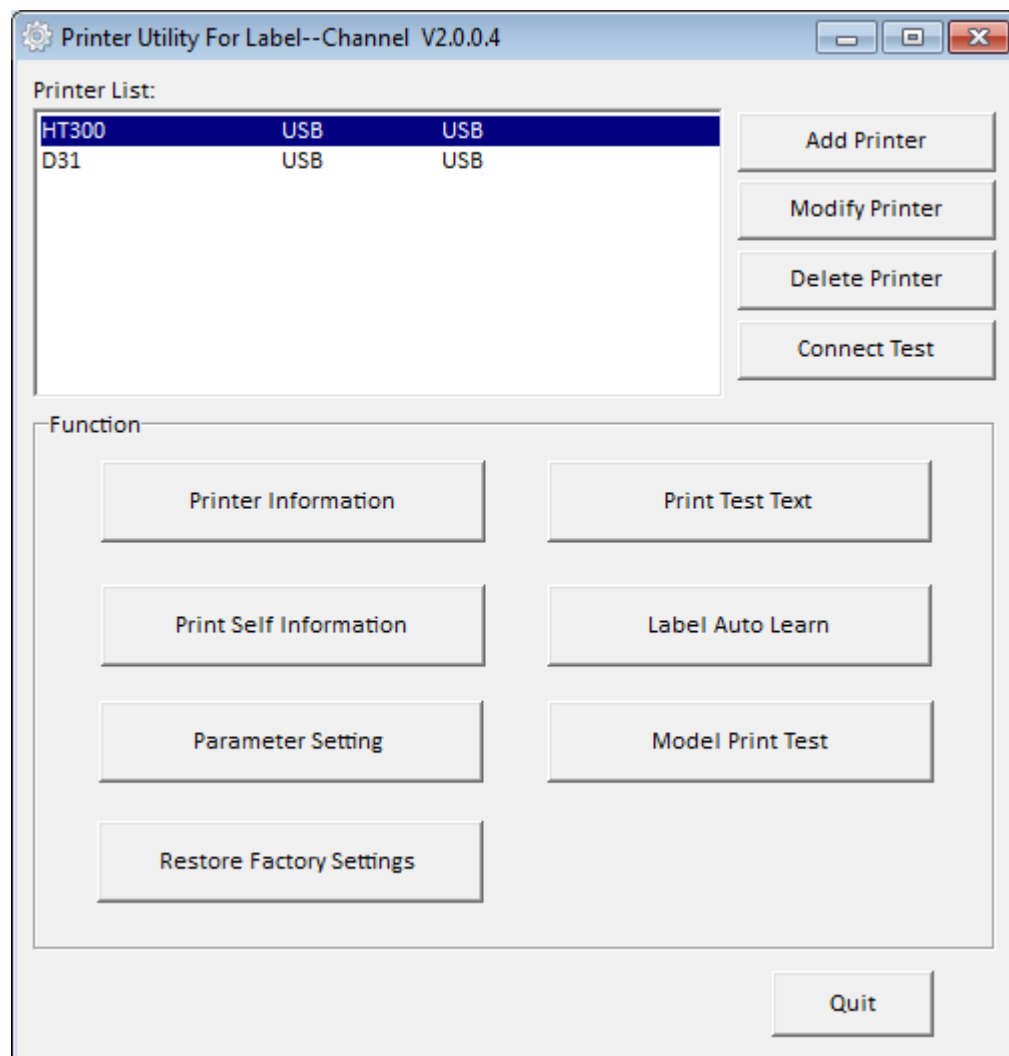 Printer Utility For Label--Channel V2.0.0.4
Printer List:
HT300 USB USB
D31 USB USB
Add Printer
Modify Printer
Delete Printer
Connect Test
Function
Printer Information
Print Test Text
Print Self Information
Label Auto Learn
Parameter Setting
Model Print Test
Restore Factory Settings
Quit